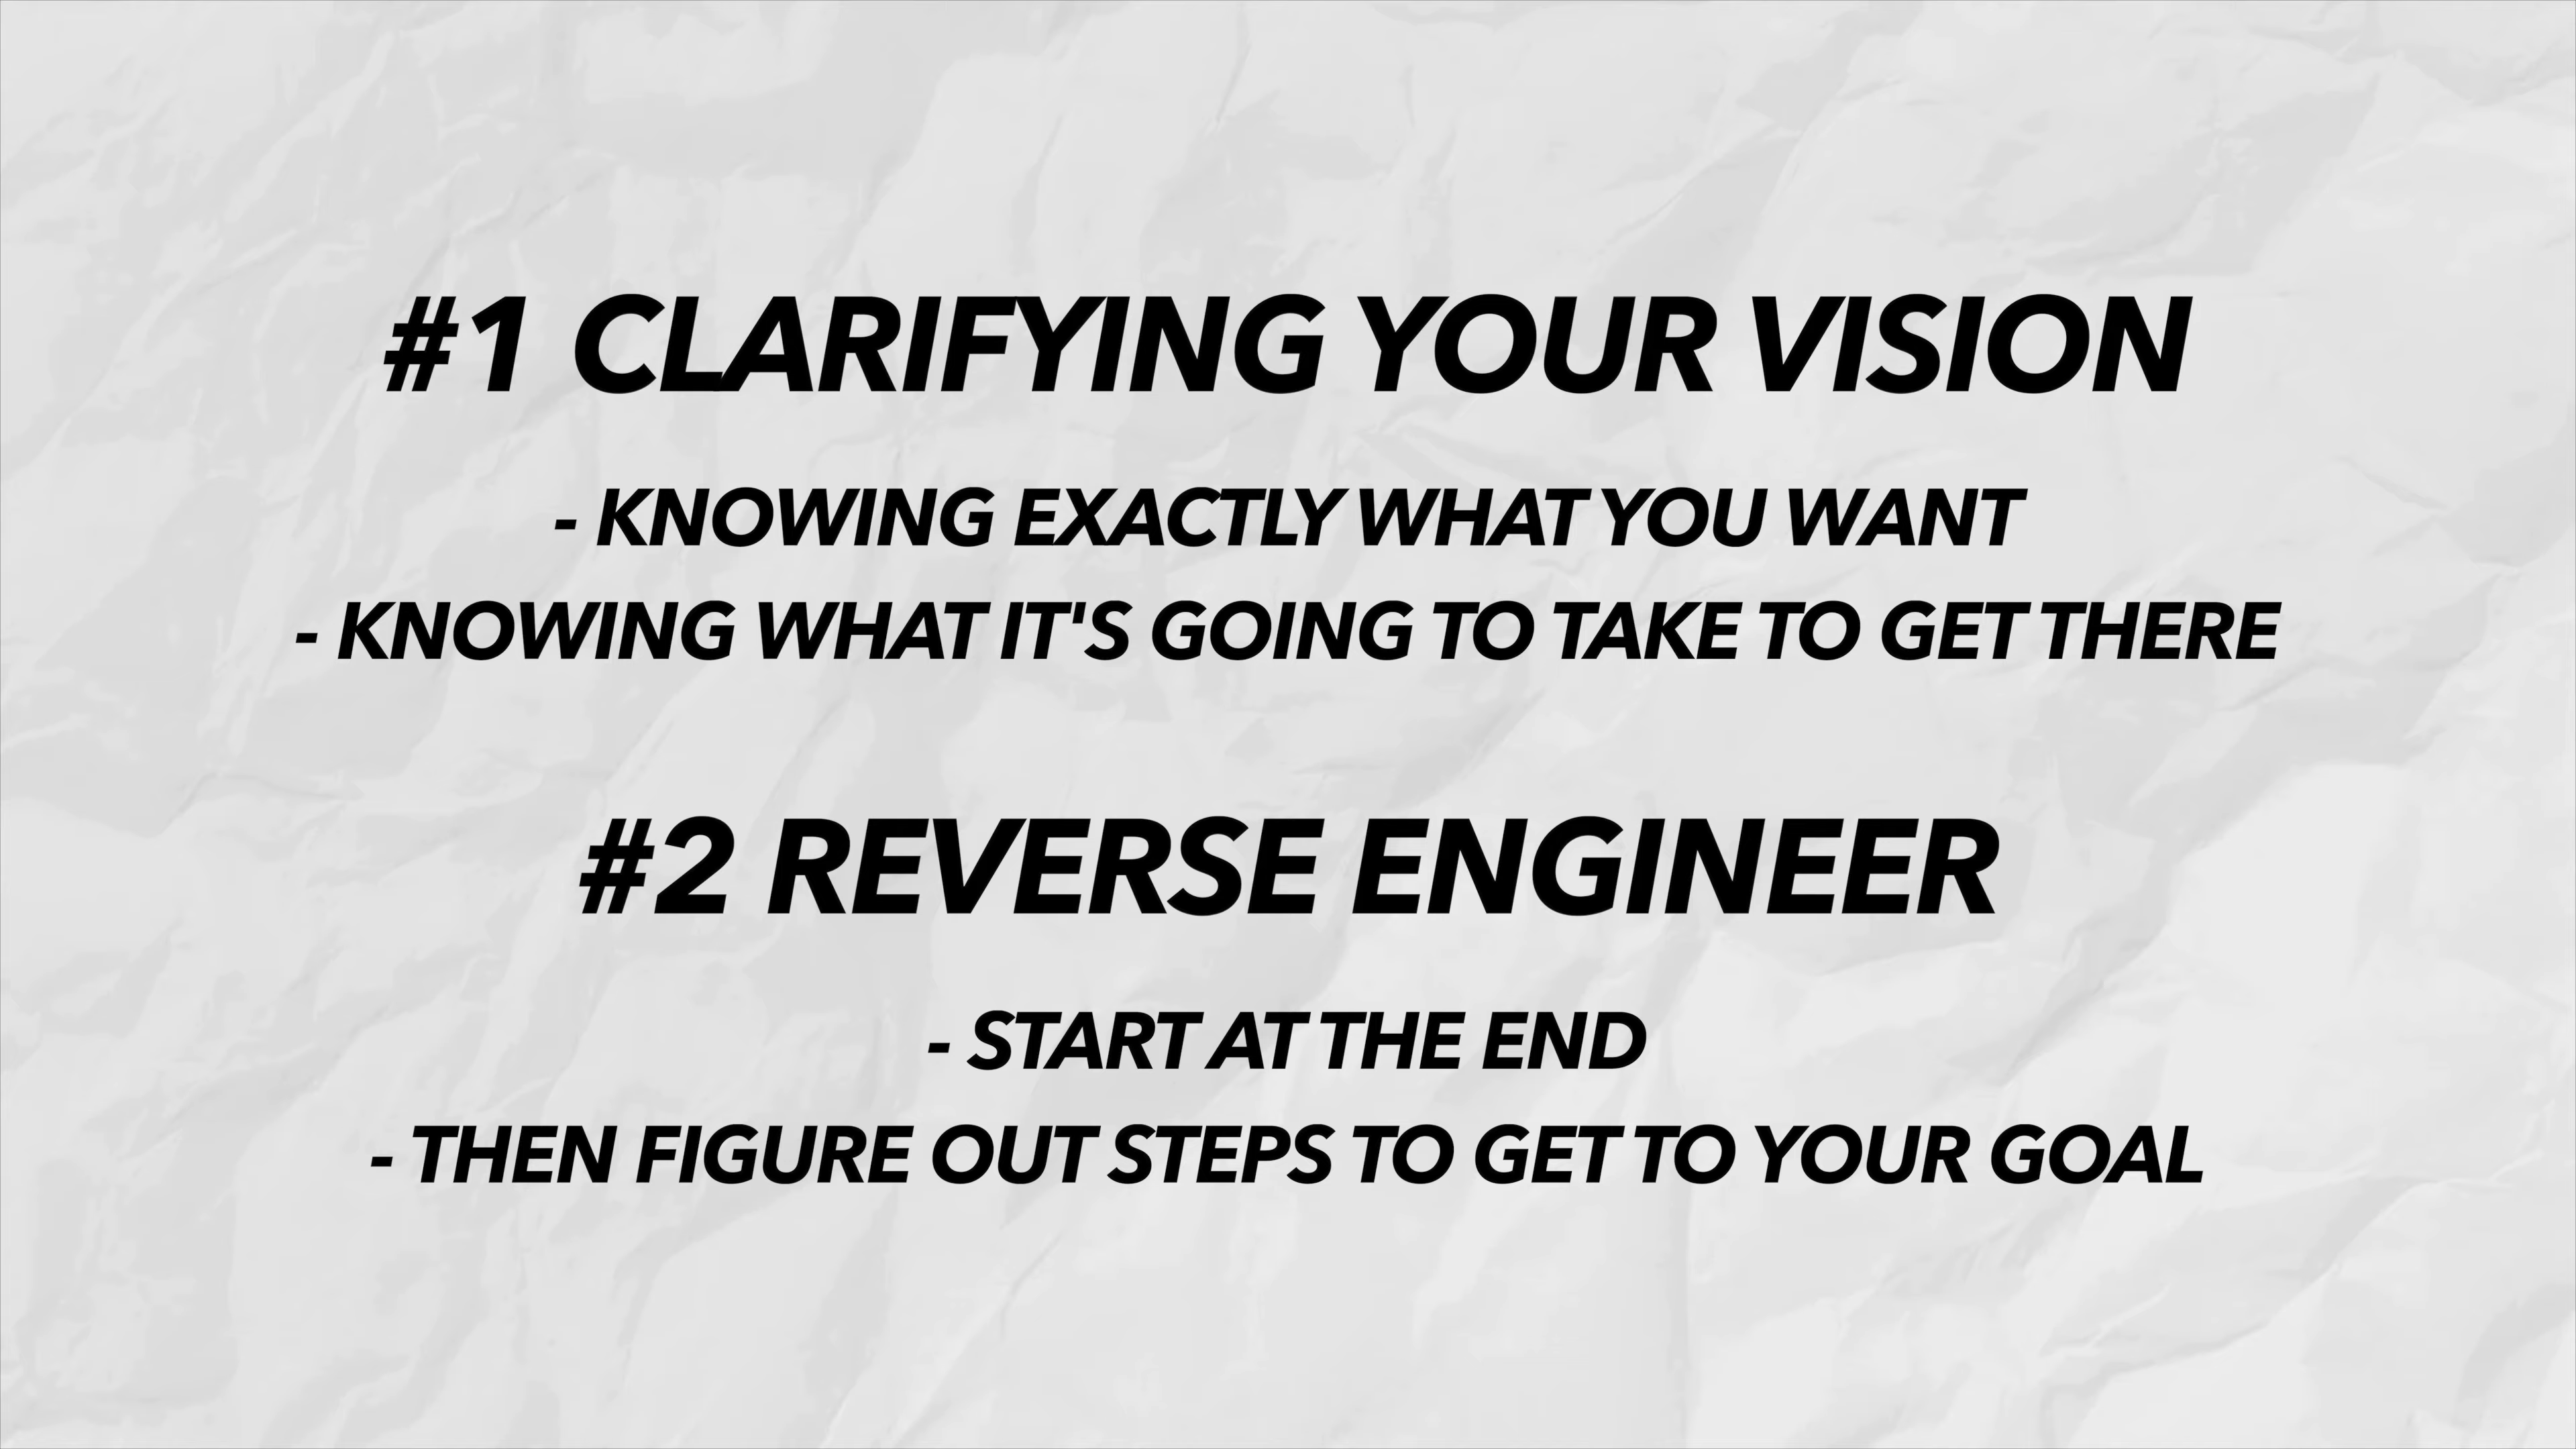 #1 CLARIFYING YOUR VISION
- KNOWING EXACTLY WHAT YOU WANT
- KNOWING WHAT IT'S GOING TO TAKE TO GET THERE
#2 REVERSE ENGINEER
- START AT THE END
- THEN FIGURE OUT STEPS TO GET TO YOUR GOAL